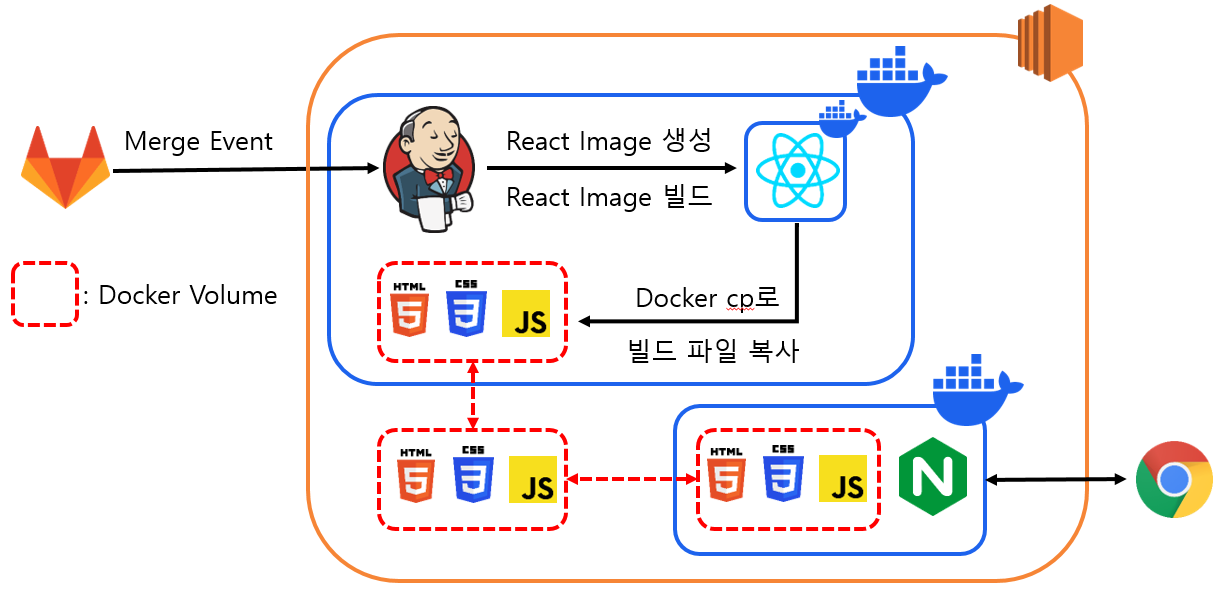 Merge Event
React Image 생성
React Image 빌드
: Docker Volume
HTML
5
CSS
3
JS
Docker cp로
빌드 파일 복사
HTML
5
CSS
3
JS
HTML
5
CSS
3
JS
N